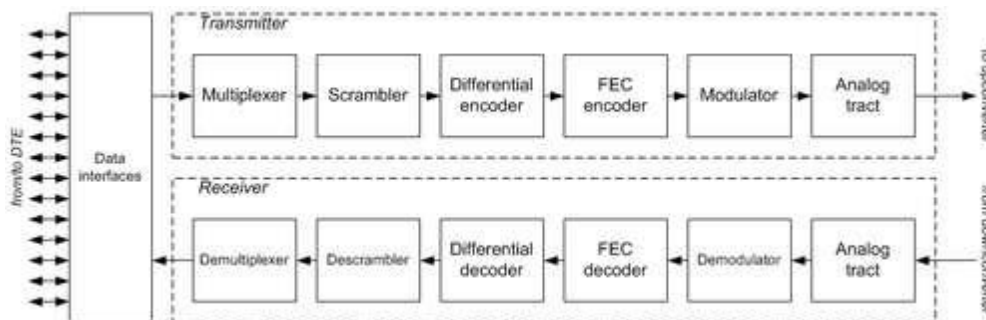 Transmitter
Multiplexer
Scrambler
Differential
encoder
FEC
encoder
Modulator
Analog
tract
from/to DTE
Data
interfaces
Receiver
Demultiplexer
Descrambler
Differential
decoder
FEC
decoder
Demodulator
Analog
tract